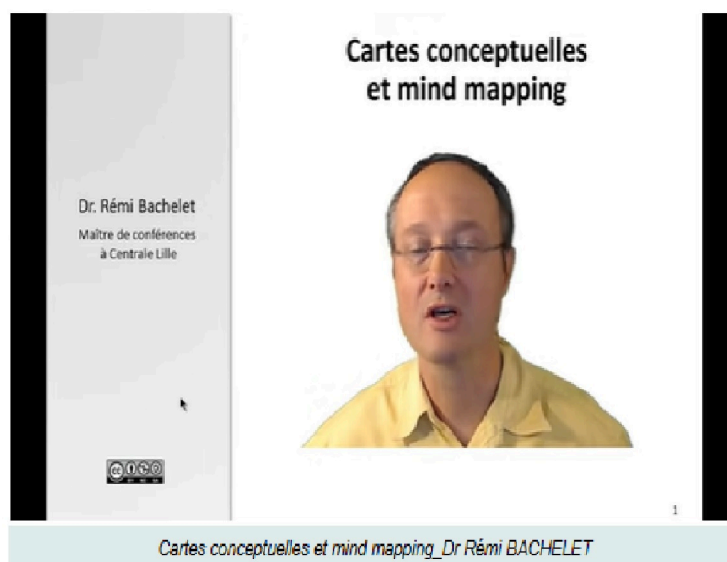 Cartes conceptuelles
et mind mapping
Dr. Rémi Bachelet
Maître de conférences
à Centrale Lille
cc
1
Cartes conceptuelles et mind mapping_Dr Rémi BACHELET